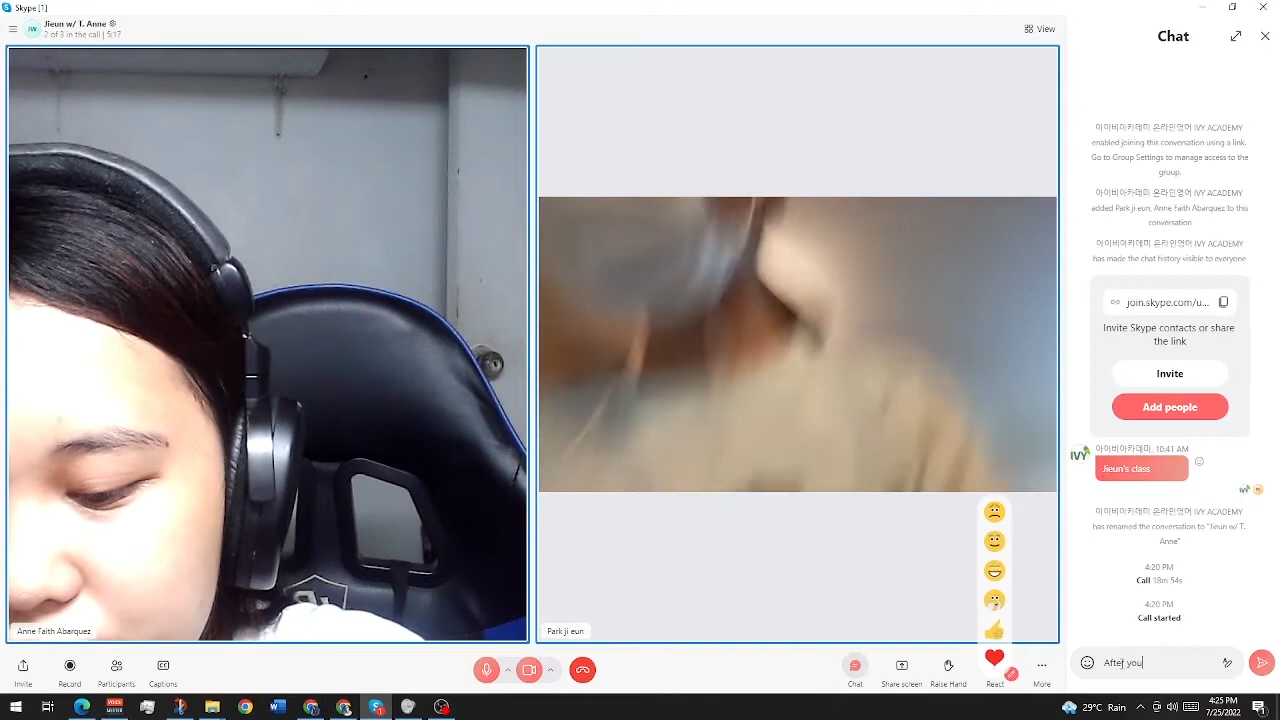 Skype [1]
JW
Jieun w/ T. Anne
2 of 3 in the call | 5:17
View
Anne Faith Abarquez
Park ji eun
Invite
Record
Participants
Captions
Chat
Share screen
Raise Hand
React
More
Chat
아이비아카데미 온라인영어 IVY ACADEMY
enabled joining this conversation using a link.
Go to Group Settings to manage access to the
group.
아이비아카데미 온라인영어 IVY ACADEMY
added Park ji eun, Anne Faith Abarquez to this
conversation
아이비아카데미 온라인영어 IVY ACADEMY
has made the chat history visible to everyone
join.skype.com/u...
Invite Skype contacts or share
the link
Invite
Add people
아이비아카데미, 10:41 AM
IVY
Jieun's class
IVY
아이비아카데미 온라인영어 IVY ACADEMY
has renamed the conversation to "Jieun w/ T.
Anne"
4:20 PM
Call 18m 54s
4:20 PM
Call started
After you
29°C Rain
4:25 PM
7/25/2022